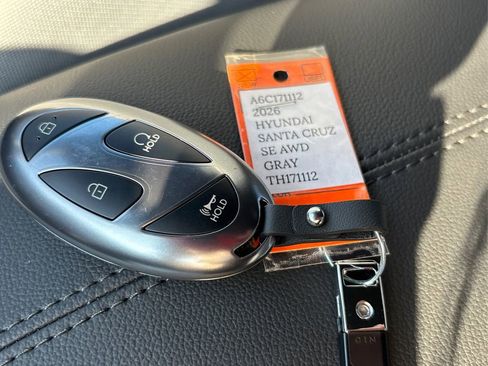 A6C171112
2026
HYUNDAI
SANTA CRUZ
SE AWD
GRAY
TH171112
HOLD
HOLD